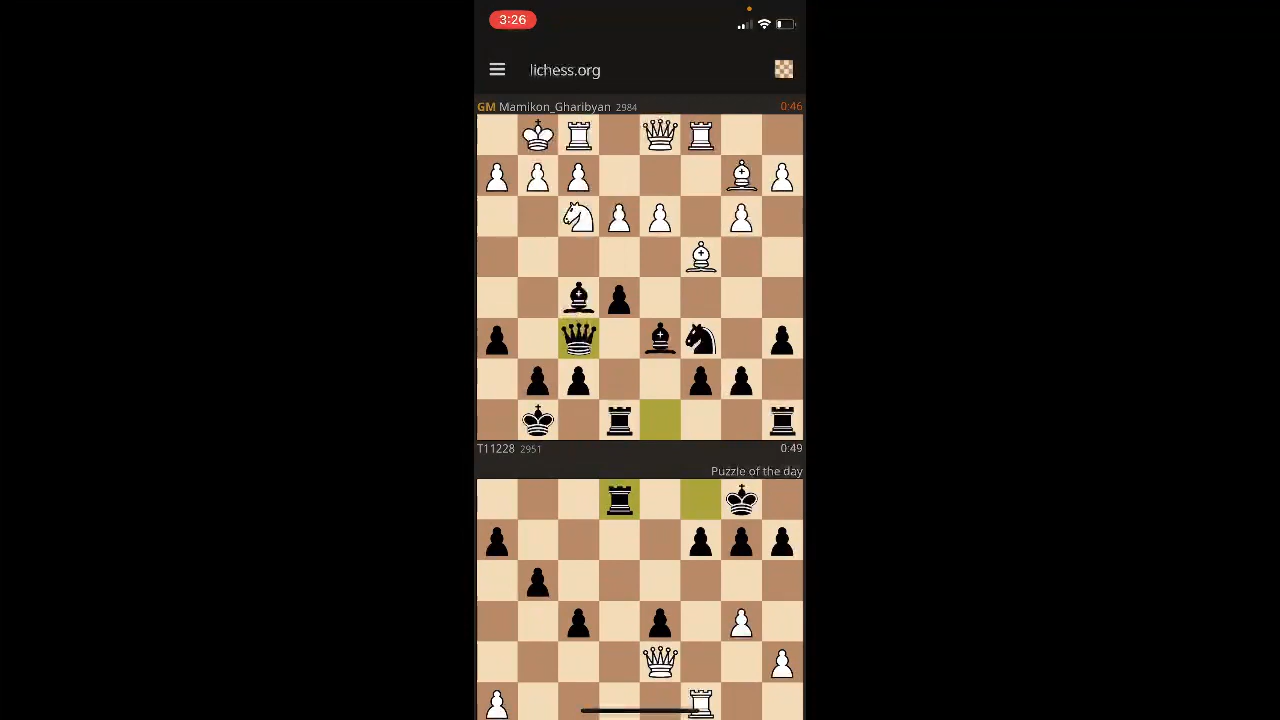 3:26
lichess.org
GM Mamikon_Gharibyan 2984 0:46
T11228 2951 0:49
Puzzle of the day